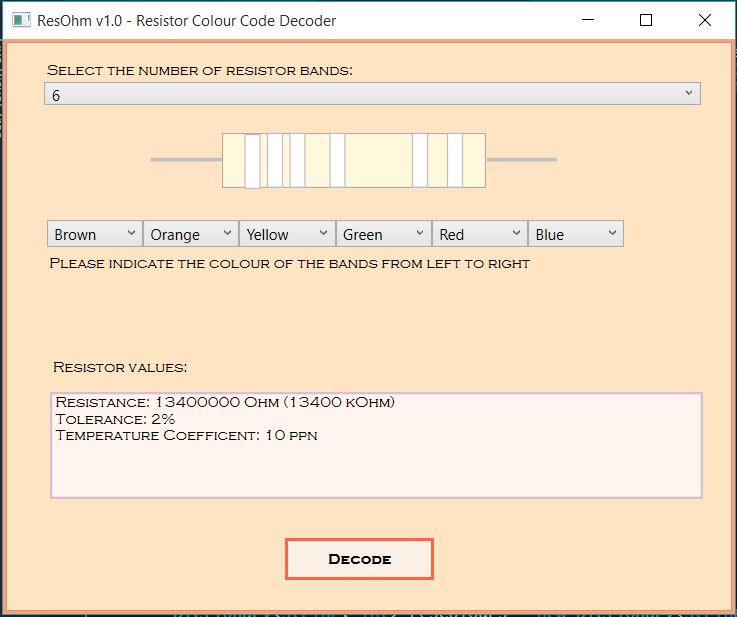 ResOhm v1.0 - Resistor Colour Code Decoder
Select the number of resistor bands:
6
Brown Orange Yellow Green Red Blue
Please indicate the colour of the bands from left to right
Resistor values:
Resistance: 13400000 Ohm (13400 kOhm)
Tolerance: 2%
Temperature Coefficent: 10 ppn
Decode